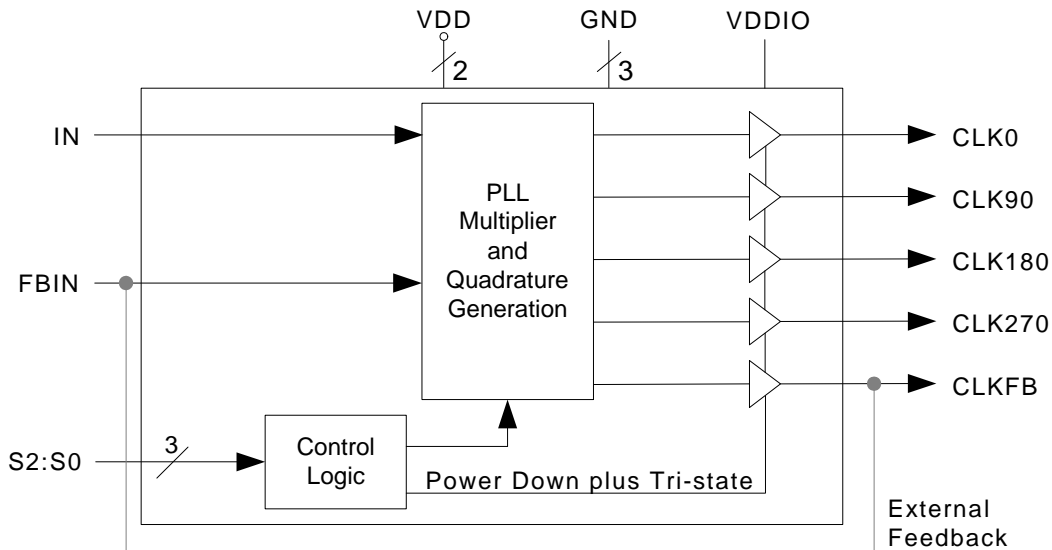 VDD
GND
VDDIO
2
3
IN
PLL
Multiplier
and
Quadrature
Generation
CLK0
CLK90
FBIN
CLK180
CLK270
CLKFB
S2:S0
3
Control
Logic
Power Down plus Tri-state
External
Feedback